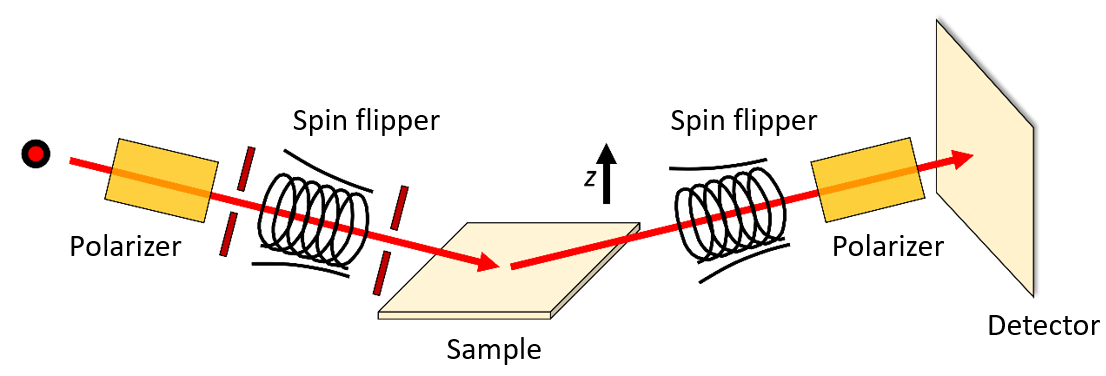 Spin flipper
Spin flipper
z
Polarizer
Polarizer
Detector
Sample